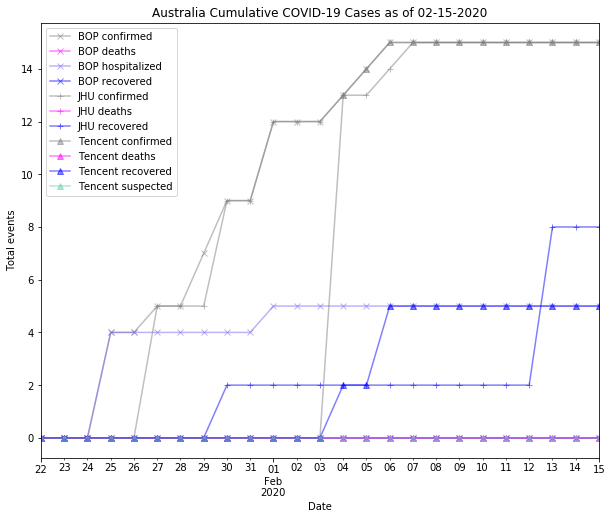 Australia Cumulative COVID-19 Cases as of 02-15-2020
BOP confirmed
BOP deaths
BOP hospitalized
BOP recovered
JHU confirmed
JHU deaths
JHU recovered
Tencent confirmed
Tencent deaths
Tencent recovered
Tencent suspected
14
12
10
8
6
4
2
0
Total events
22 23 24 25 26 27 28 29 30 31 01 02 03 04 05 06 07 08 09 10 11 12 13 14 15
Feb
2020
Date